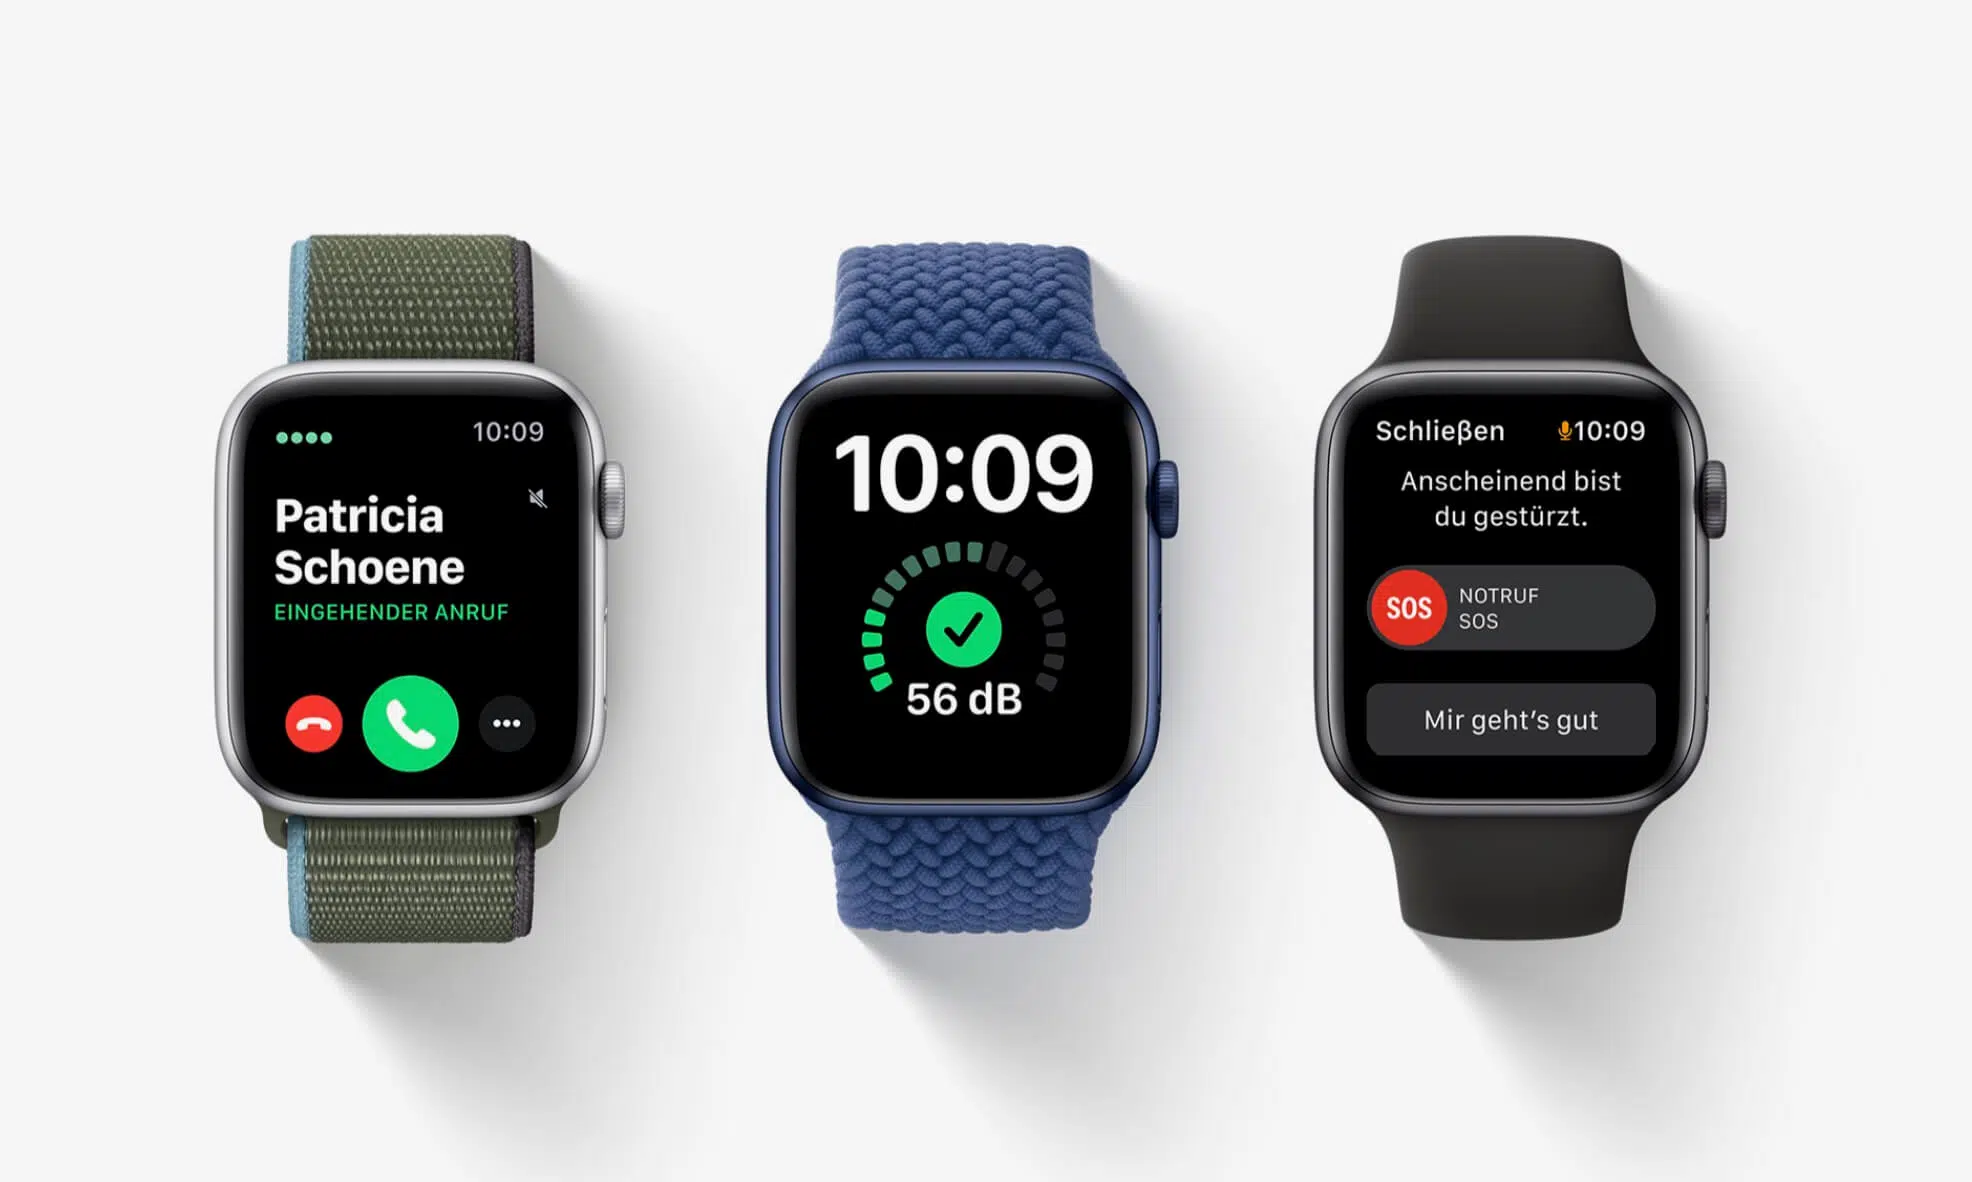 10:09
Patricia
Schoene
EINGEHENDER ANRUF
10:09
56 dB
Schließen 10:09
Anscheinend bist
du gestürzt.
SOS
NOTRUF
SOS
Mir geht’s gut